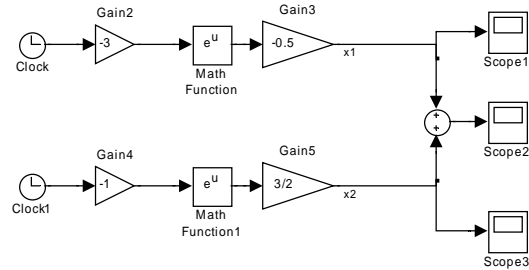 Gain2
Gain3
-3
e^u
-0.5
x1
Clock
Math
Function
Scope1
+
+
Scope2
Gain4
Gain5
-1
e^u
3/2
x2
Clock1
Math
Function1
Scope3